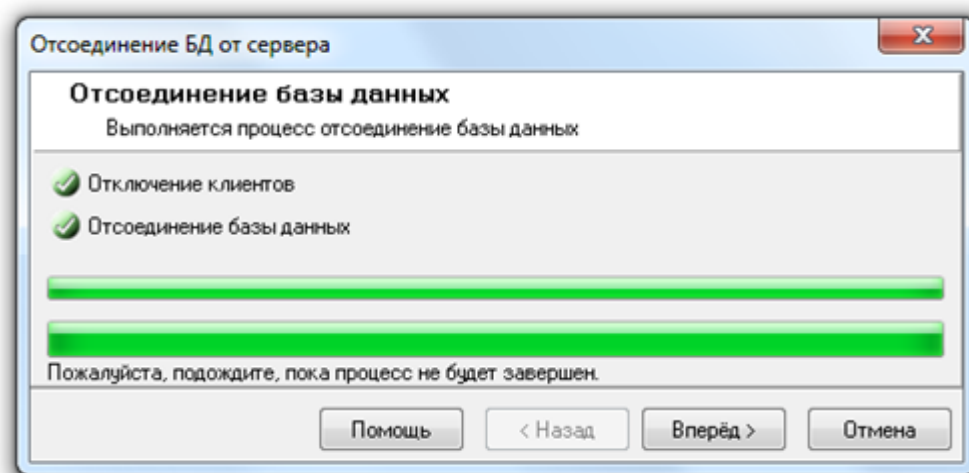 Отсоединение БД от сервера
Отсоединение базы данных
Выполняется процесс отсоединение базы данных
Отключение клиентов
Отсоединение базы данных
Пожалуйста, подождите, пока процесс не будет завершен.
Помощь < Назад Вперёд > Отмена